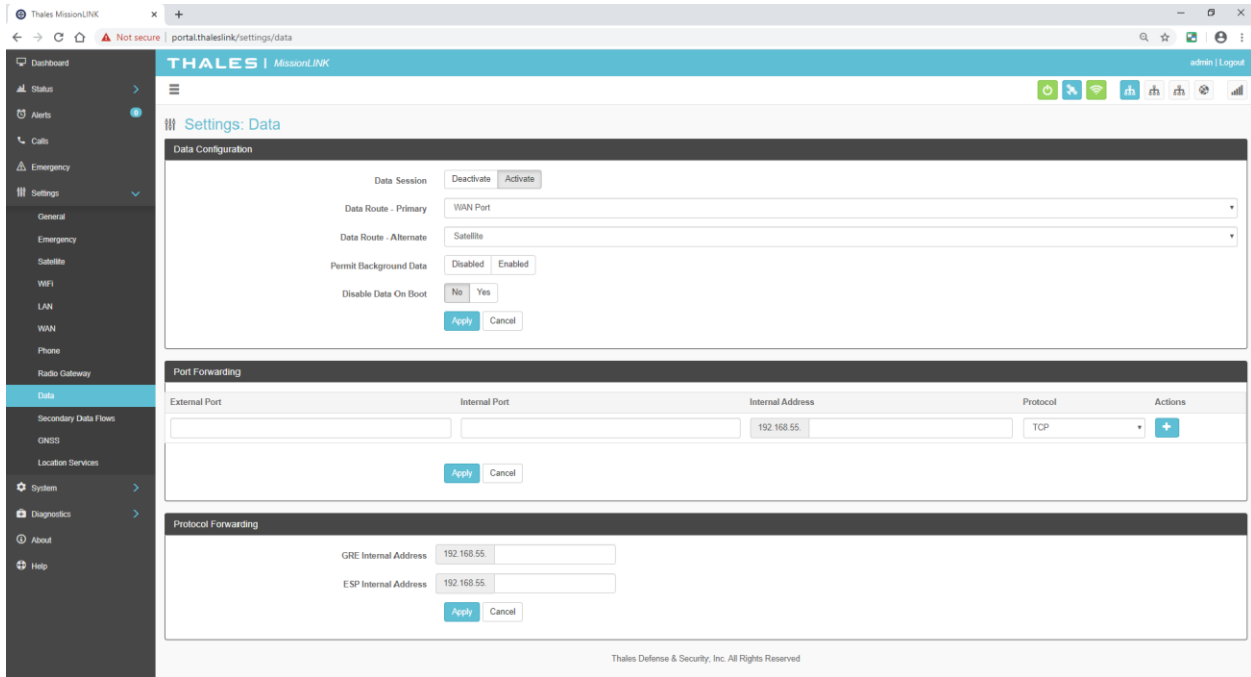 Thales MissionLINK
Not secure | portal.thaleslink/settings/data
Dashboard
Status
Alerts 0
Calls
Emergency
Settings
General
Emergency
Satellite
WiFi
LAN
WAN
Phone
Radio Gateway
Data
Secondary Data Flows
GNSS
Location Services
System
Diagnostics
About
Help
THALES | MissionLINK
admin | Logout
Settings: Data
Data Configuration
Data Session Deactivate Activate
Data Route - Primary WAN Port
Data Route - Alternate Satellite
Permit Background Data Disabled Enabled
Disable Data On Boot No Yes
Apply Cancel
Port Forwarding
External Port Internal Port Internal Address Protocol Actions
192.168.55. TCP +
Apply Cancel
Protocol Forwarding
GRE Internal Address 192.168.55.
ESP Internal Address 192.168.55.
Apply Cancel
Thales Defense & Security, Inc. All Rights Reserved